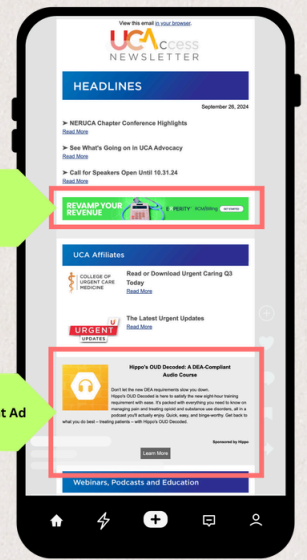 View this email in your browser.
UCAccess
NEWSLETTER
HEADLINES
September 28, 2024
➤ NERUCA Chapter Conference Highlights
Read More
➤ See What's Going on in UCA Advocacy
Read More
➤ Call for Speakers Open Until 10.31.24
Read More
REVAMP YOUR
REVENUE
EXPERITY
UCA Affiliates
COLLEGE OF
URGENT CARE
MEDICINE
Read or Download Urgent Caring Q3
Today
Read More
URGENT
UPDATES
The Latest Urgent Updates
Read More
Hippo's OUD Decoded: A DEA-Compliant
Audio Course
Don't let the new DEA requirements slow you down.
Hippo's OUD Decoded is here to satisfy the new eight-hour training
requirement with ease. It's packed with everything you need to know on
managing pain and treating opioid and substance use disorders, all in a
podcast you'll actually enjoy. Quick, easy, and binge-worthy. Get back to
what you do best – treating patients – with Hippo's OUD Decoded.
Sponsored by Hippo
Learn More
nt Ad
Webinars, Podcasts and Education